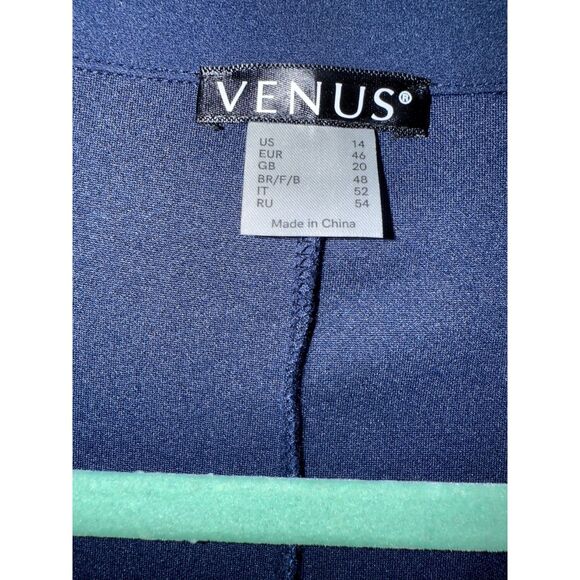 VENUS®
US 14
EUR 46
GB 20
BR/F/B 48
IT 52
RU 54
Made in China